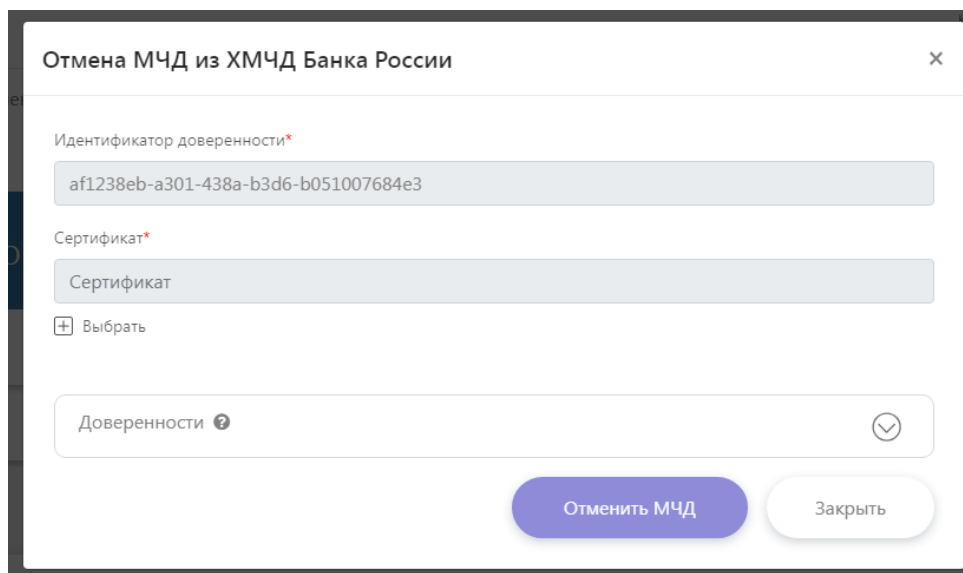 Отмена МЧД из ХМЧД Банка России
Идентификатор доверенности*
af1238eb-a301-438a-b3d6-b051007684e3
Сертификат*
Сертификат
Выбрать
Доверенности
Отменить МЧД
Закрыть